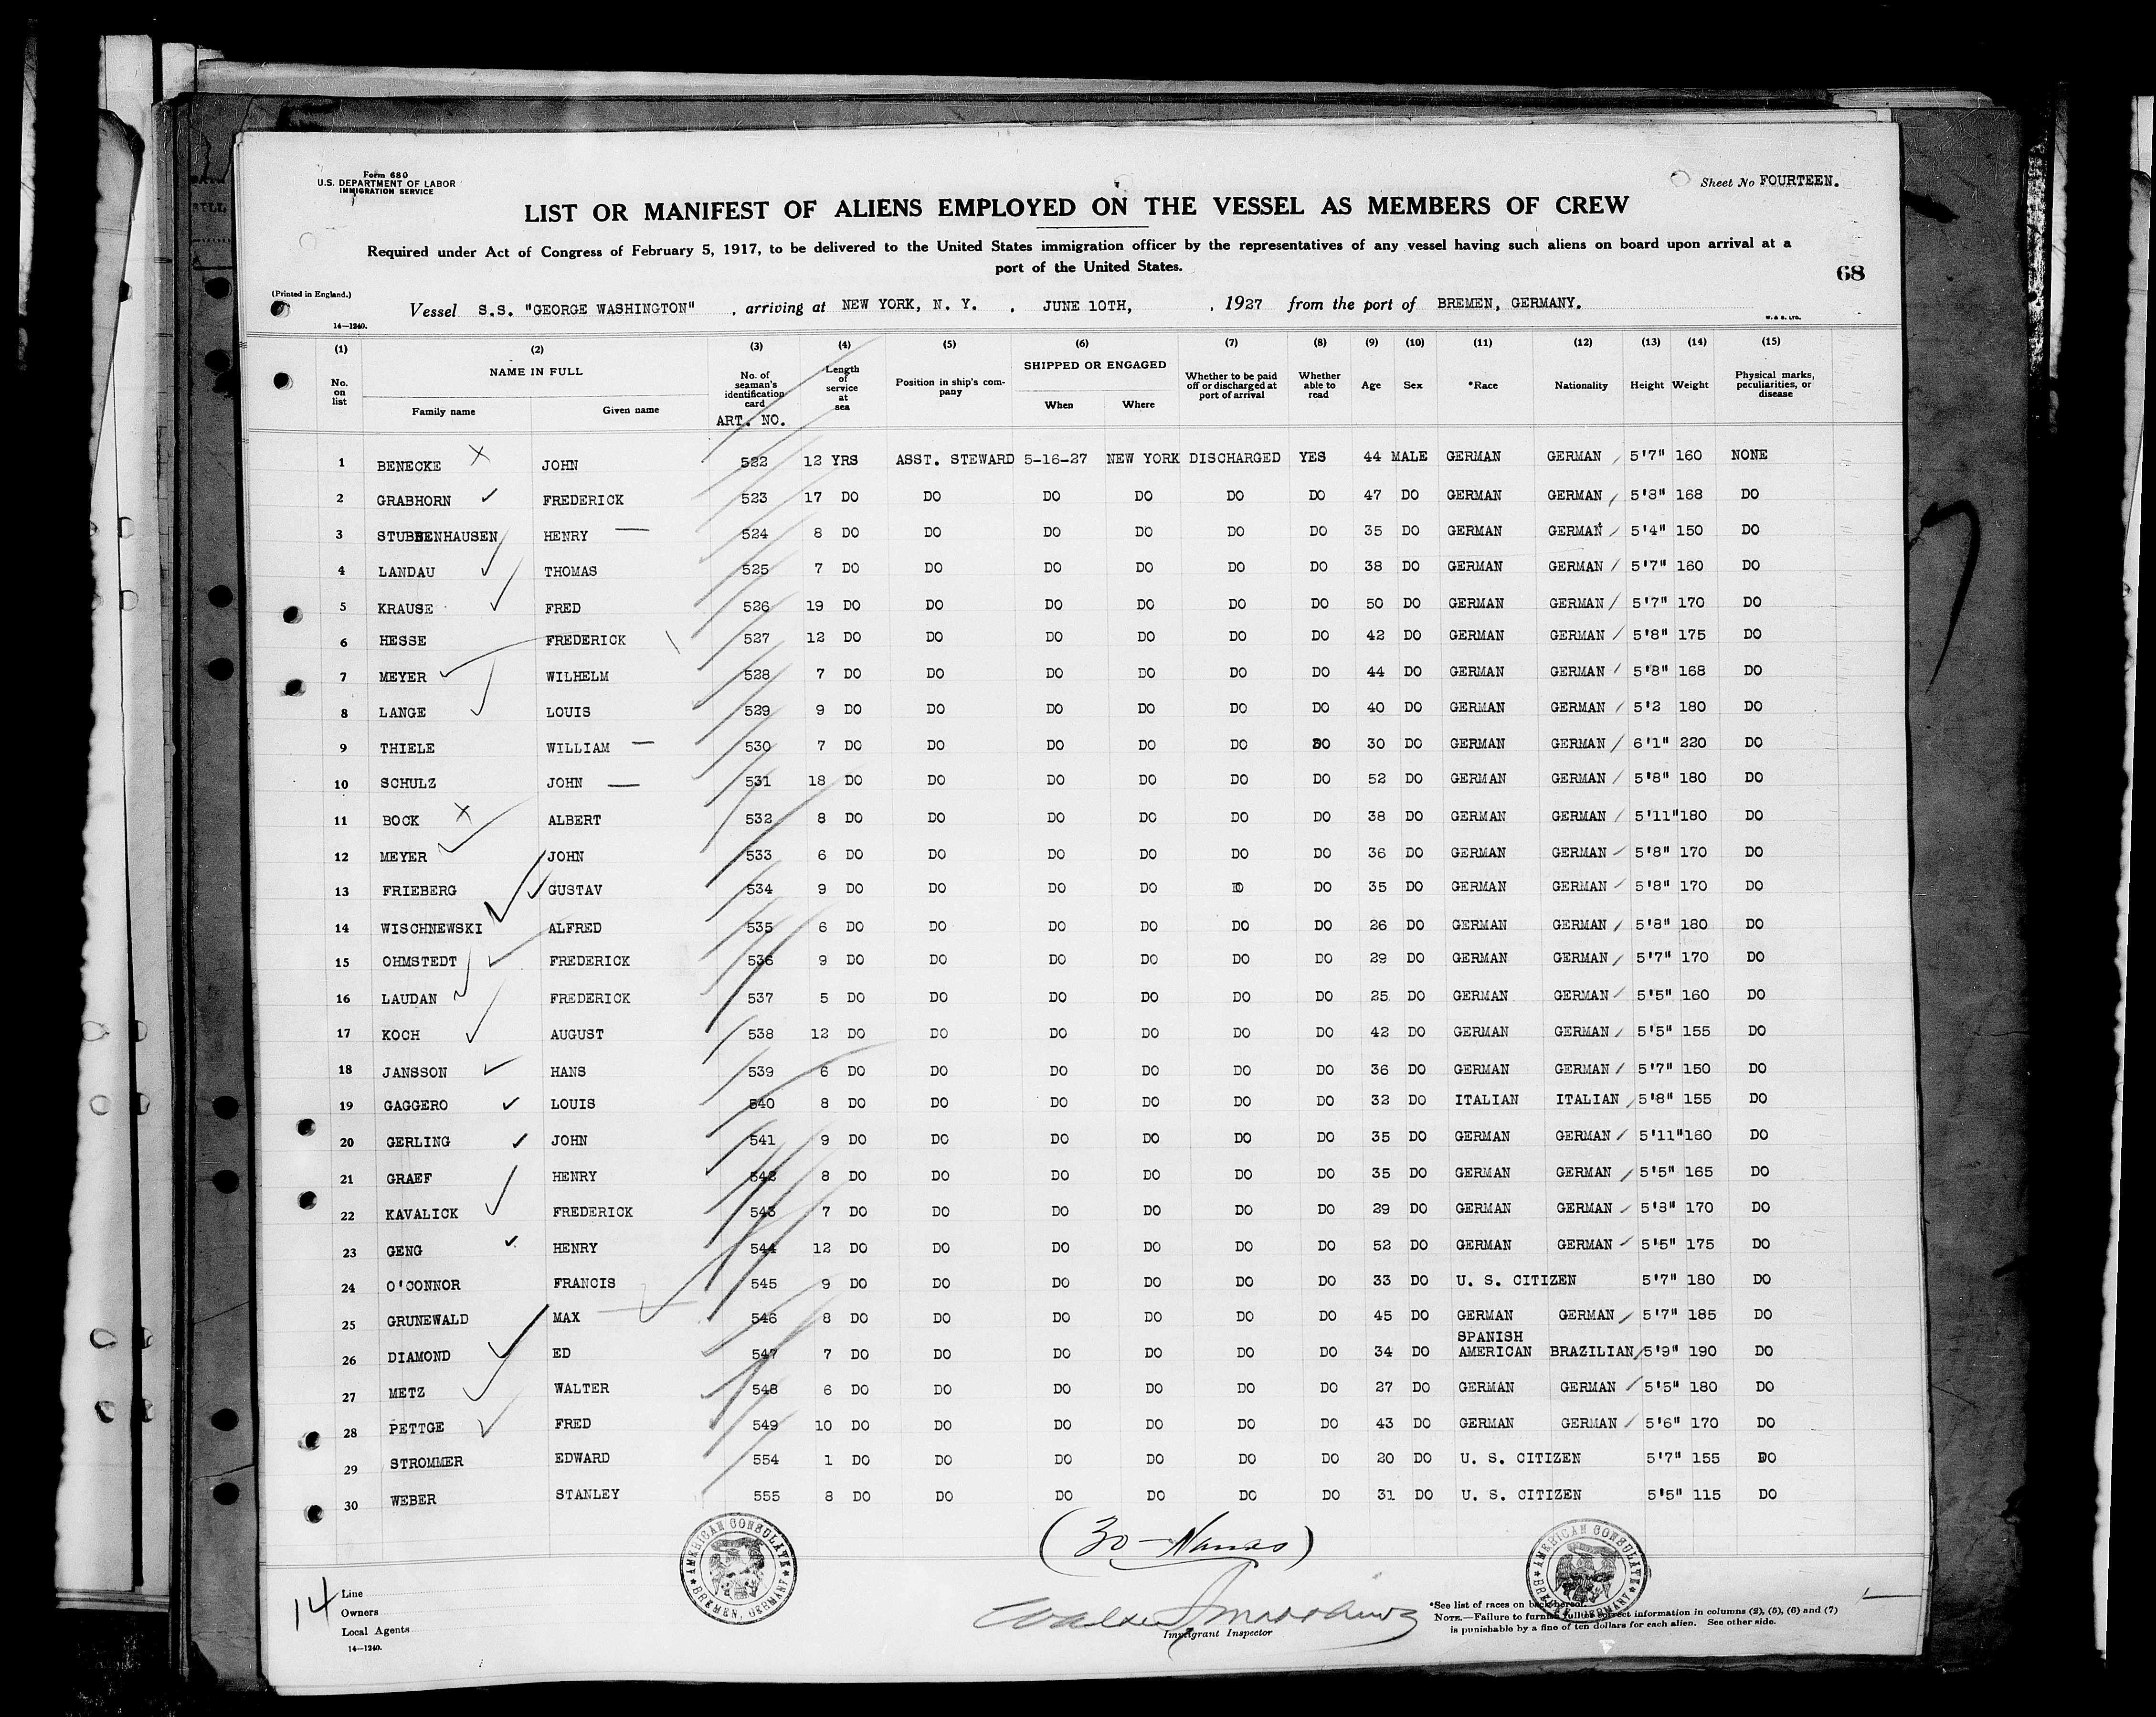 Form 680
U.S. DEPARTMENT OF LABOR
IMMIGRATION SERVICE
Sheet No FOURTEEN.
LIST OR MANIFEST OF ALIENS EMPLOYED ON THE VESSEL AS MEMBERS OF CREW
Required under Act of Congress of February 5, 1917, to be delivered to the United States immigration officer by the representatives of any vessel having such aliens on board upon arrival at a
port of the United States.
68
(Printed in England.)
Vessel S.S. "GEORGE WASHINGTON" , arriving at NEW YORK, N. Y. , JUNE 10TH, , 1927 from the port of BREMEN, GERMANY.
14—1240.
W. & S. LTD.
(1) (2) (3) (4) (5) (6) (7) (8) (9) (10) (11) (12) (13) (14) (15)
No. on list
NAME IN FULL
Family name
Given name
No. of seaman's identification card
ART. NO.
Length of service at sea
Position in ship's company
SHIPPED OR ENGAGED
When
Where
Whether to be paid off or discharged at port of arrival
Whether able to read
Age
Sex
*Race
Nationality
Height
Weight
Physical marks, peculiarities, or disease
1 BENECKE X JOHN 522 12 YRS ASST. STEWARD 5-16-27 NEW YORK DISCHARGED YES 44 MALE GERMAN GERMAN 5'7" 160 NONE
2 GRABHORN FREDERICK 523 17 DO DO DO DO DO DO 47 DO GERMAN GERMAN 5'8" 168 DO
3 STUBBENHAUSEN HENRY 524 8 DO DO DO DO DO DO 35 DO GERMAN GERMAN 5'4" 150 DO
4 LANDAU THOMAS 525 7 DO DO DO DO DO DO 38 DO GERMAN GERMAN 5'7" 160 DO
5 KRAUSE FRED 526 19 DO DO DO DO DO DO 50 DO GERMAN GERMAN 5'7" 170 DO
6 HESSE FREDERICK 527 12 DO DO DO DO DO DO 42 DO GERMAN GERMAN 5'8" 175 DO
7 MEYER WILHELM 528 7 DO DO DO DO DO DO 44 DO GERMAN GERMAN 5'8" 168 DO
8 LANGE LOUIS 529 9 DO DO DO DO DO DO 40 DO GERMAN GERMAN 5'2 180 DO
9 THIELE WILLIAM 530 7 DO DO DO DO DO DO 30 DO GERMAN GERMAN 6'1" 220 DO
10 SCHULZ JOHN 531 18 DO DO DO DO DO DO 52 DO GERMAN GERMAN 5'8" 180 DO
11 BOCK X ALBERT 532 8 DO DO DO DO DO DO 38 DO GERMAN GERMAN 5'11" 180 DO
12 MEYER JOHN 533 6 DO DO DO DO DO DO 36 DO GERMAN GERMAN 5'8" 170 DO
13 FRIEBERG GUSTAV 534 9 DO DO DO DO DO DO 35 DO GERMAN GERMAN 5'8" 170 DO
14 WISCHNEWSKI ALFRED 535 6 DO DO DO DO DO DO 26 DO GERMAN GERMAN 5'8" 180 DO
15 OHMSTEDT FREDERICK 536 9 DO DO DO DO DO DO 29 DO GERMAN GERMAN 5'7" 170 DO
16 LAUDAN FREDERICK 537 5 DO DO DO DO DO DO 25 DO GERMAN GERMAN 5'5" 160 DO
17 KOCH AUGUST 538 12 DO DO DO DO DO DO 42 DO GERMAN GERMAN 5'5" 155 DO
18 JANSSON HANS 539 6 DO DO DO DO DO DO 36 DO GERMAN GERMAN 5'7" 150 DO
19 GAGGERO LOUIS 540 8 DO DO DO DO DO DO 32 DO ITALIAN ITALIAN 5'8" 155 DO
20 GERLING JOHN 541 9 DO DO DO DO DO DO 35 DO GERMAN GERMAN 5'11" 160 DO
21 GRAEF HENRY 542 8 DO DO DO DO DO DO 35 DO GERMAN GERMAN 5'5" 165 DO
22 KAVALICK FREDERICK 543 7 DO DO DO DO DO DO 29 DO GERMAN GERMAN 5'8" 170 DO
23 GENG HENRY 544 12 DO DO DO DO DO DO 52 DO GERMAN GERMAN 5'5" 175 DO
24 O'CONNOR FRANCIS 545 9 DO DO DO DO DO DO 33 DO U. S. CITIZEN 5'7" 180 DO
25 GRUNEWALD MAX 546 8 DO DO DO DO DO DO 45 DO GERMAN GERMAN 5'7" 185 DO
26 DIAMOND ED 547 7 DO DO DO DO DO DO 34 DO SPANISH AMERICAN BRAZILIAN 5'9" 190 DO
27 METZ WALTER 548 6 DO DO DO DO DO DO 27 DO GERMAN GERMAN 5'5" 180 DO
28 PETTGE FRED 549 10 DO DO DO DO DO DO 43 DO GERMAN GERMAN 5'6" 170 DO
29 STROMMER EDWARD 554 1 DO DO DO DO DO DO 20 DO U. S. CITIZEN 5'7" 155 DO
30 WEBER STANLEY 555 8 DO DO DO DO DO DO 31 DO U. S. CITIZEN 5'5" 115 DO
(30 — Names)
AMERICAN CONSULATE BREMEN, GERMANY
AMERICAN CONSULATE BREMEN, GERMANY
14
Line
Owners
Local Agents
14—1240.
Immigrant Inspector
*See list of races on back hereof.
NOTE.—Failure to furnish full or correct information in columns (2), (5), (6) and (7)
is punishable by a fine of ten dollars for each alien. See other side.